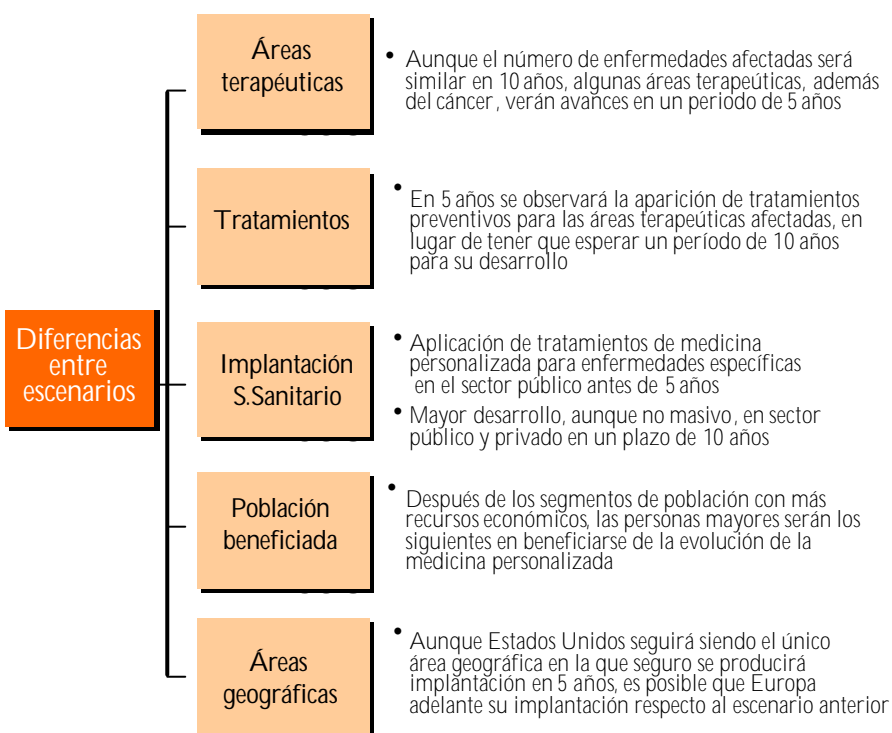 Áreas
terapéuticas
• Aunque el número de enfermedades afectadas será
similar en 10 años, algunas áreas terapeúticas, además
del cáncer, verán avances en un periodo de 5 años
Tratamientos
• En 5 años se observará la aparición de tratamientos
preventivos para las áreas terapeúticas afectadas, en
lugar de tener que esperar un período de 10 años
para su desarrollo
Diferencias
entre
escenarios
Implantación
S.Sanitario
• Aplicación de tratamientos de medicina
personalizada para enfermedades específicas
en el sector público antes de 5 años
• Mayor desarrollo, aunque no masivo, en sector
público y privado en un plazo de 10 años
Población
beneficiada
• Después de los segmentos de población con más
recursos económicos, las personas mayores serán los
siguientes en beneficiarse de la evolución de la
medicina personalizada
Áreas
geográficas
• Aunque Estados Unidos seguirá siendo el único
área geográfica en la que seguro se producirá
implantación en 5 años, es posible que Europa
adelante su implantación respecto al escenario anterior